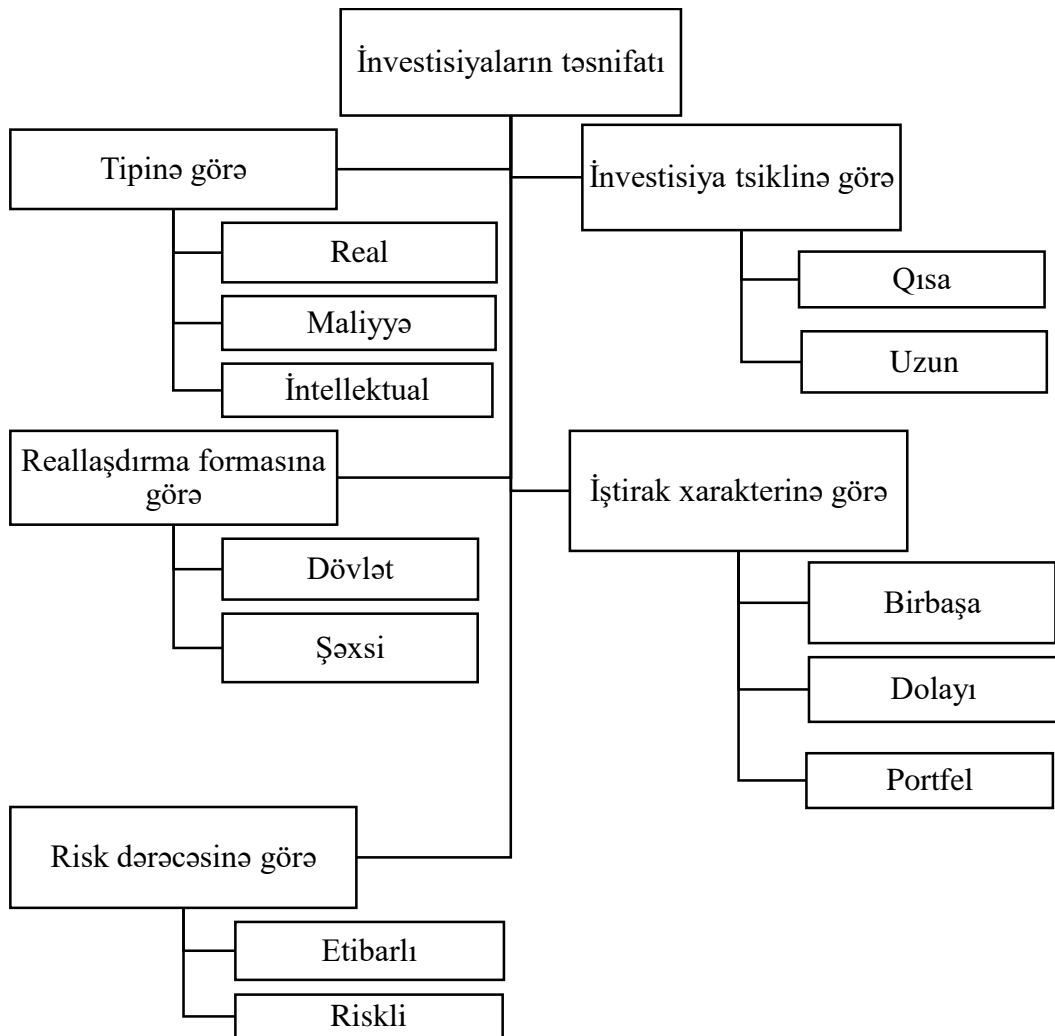 İnvestisiyaların təsnifatı
Tipinə görə
Real
Maliyyə
İntellektual
İnvestisiya tsiklinə görə
Qısa
Uzun
Reallaşdırma formasına
görə
Dövlət
Şəxsi
İştirak xarakterinə görə
Birbaşa
Dolayı
Portfel
Risk dərəcəsinə görə
Etibarlı
Riskli